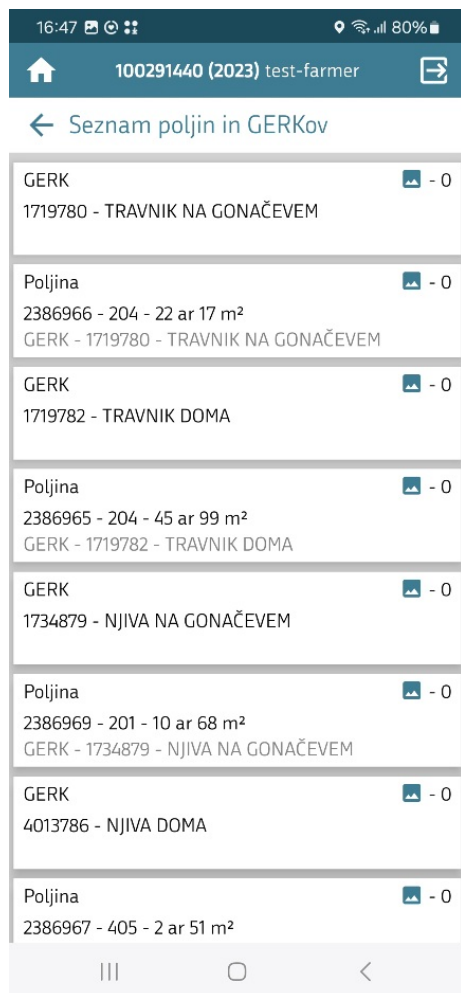 16:47 80%
100291440 (2023) test-farmer
Seznam poljin in GERKov
GERK - 0
1719780 - TRAVNIK NA GONAČEVEM
Poljina - 0
2386966 - 204 - 22 ar 17 m²
GERK - 1719780 - TRAVNIK NA GONAČEVEM
GERK - 0
1719782 - TRAVNIK DOMA
Poljina - 0
2386965 - 204 - 45 ar 99 m²
GERK - 1719782 - TRAVNIK DOMA
GERK - 0
1734879 - NJIVA NA GONAČEVEM
Poljina - 0
2386969 - 201 - 10 ar 68 m²
GERK - 1734879 - NJIVA NA GONAČEVEM
GERK - 0
4013786 - NJIVA DOMA
Poljina - 0
2386967 - 405 - 2 ar 51 m²